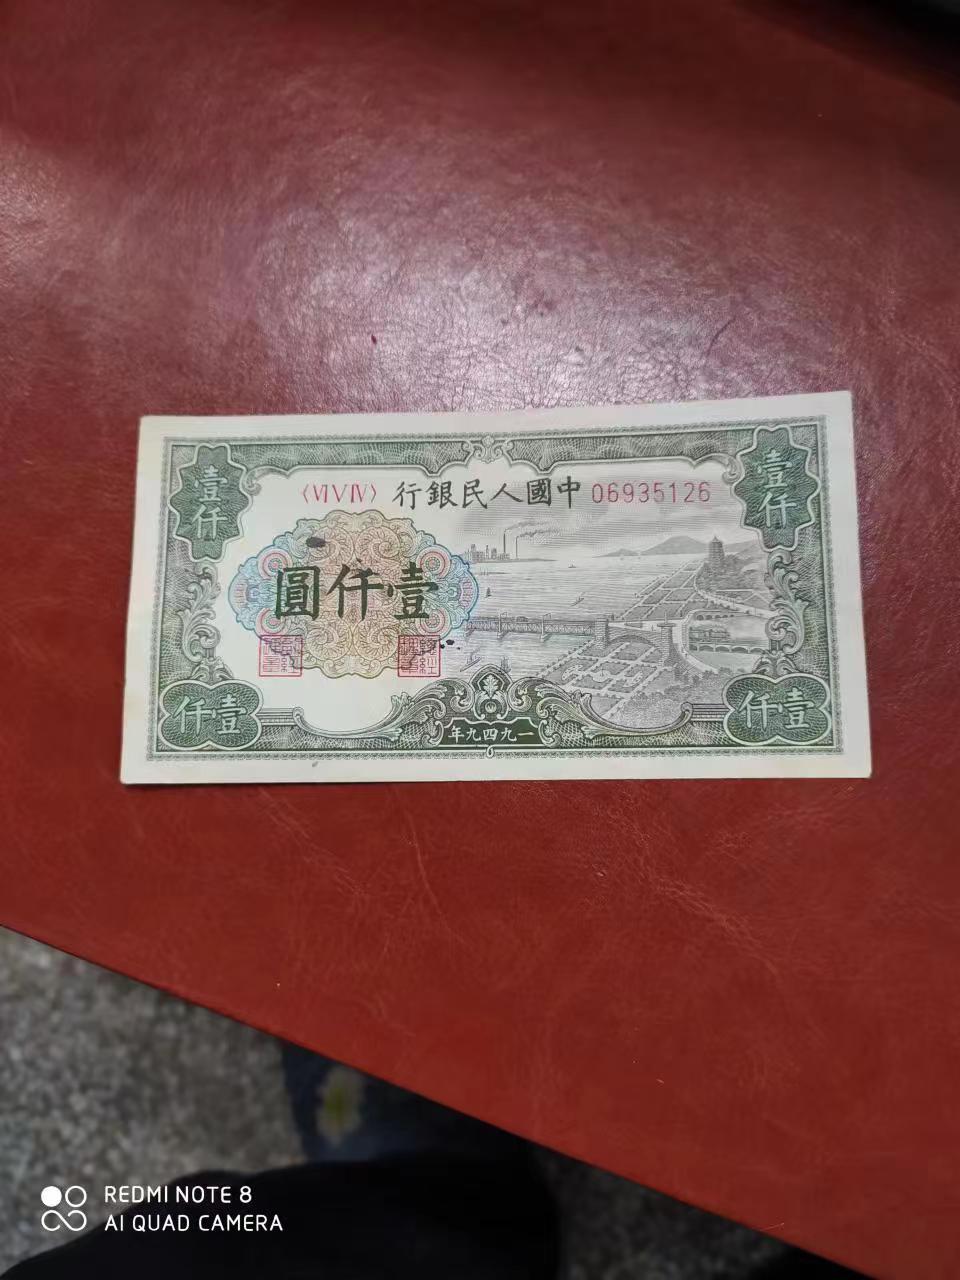 壹仟
〈ⅥⅤⅣ〉
行銀民人國中
06935126
壹仟
圓仟壹
仟壹
年九四九一
仟壹
REDMI NOTE 8
AI QUAD CAMERA